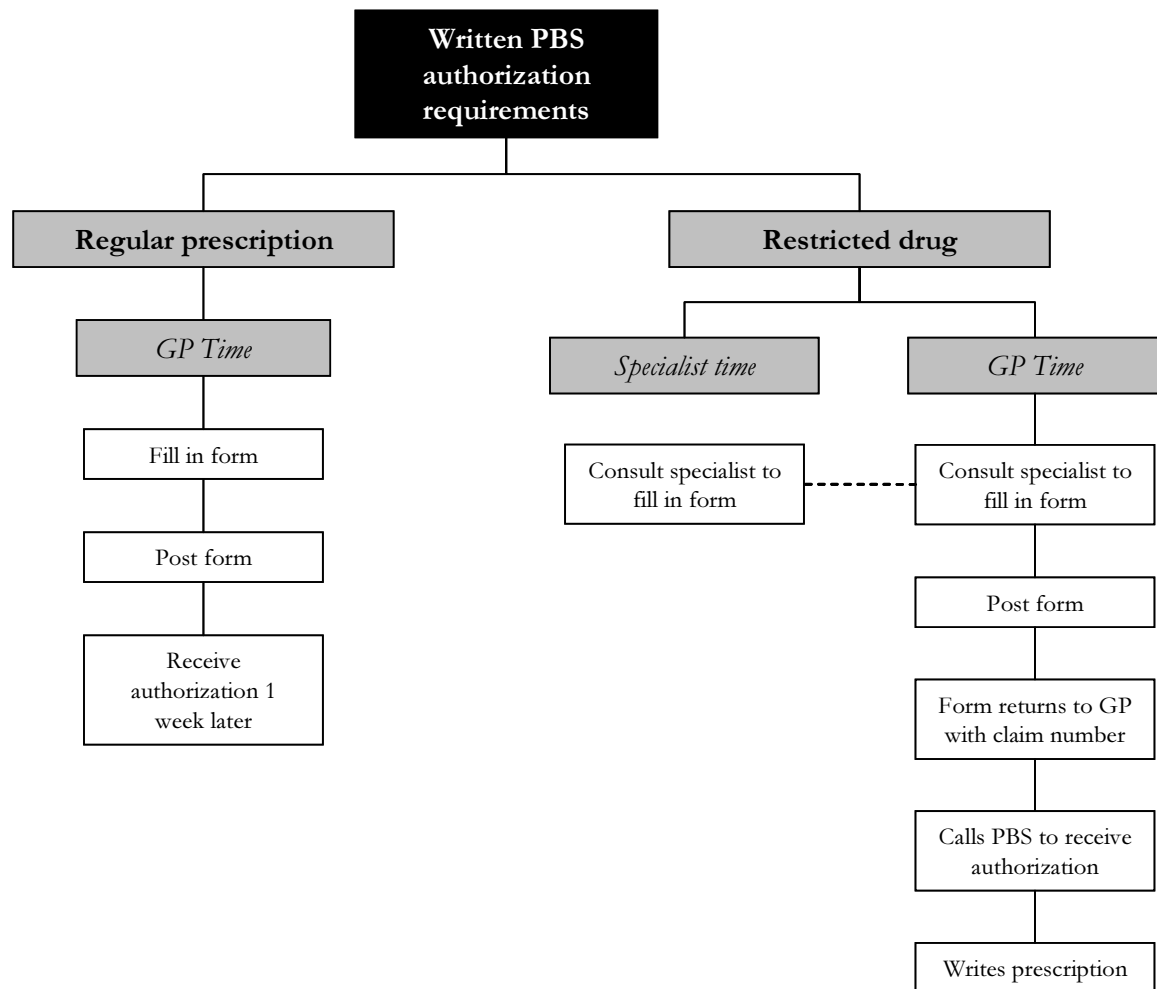 Written PBS
authorization
requirements
Regular prescription
Restricted drug
GP Time
Specialist time
GP Time
Fill in form
Post form
Receive
authorization 1
week later
Consult specialist to
fill in form
Consult specialist to
fill in form
Post form
Form returns to GP
with claim number
Calls PBS to receive
authorization
Writes prescription